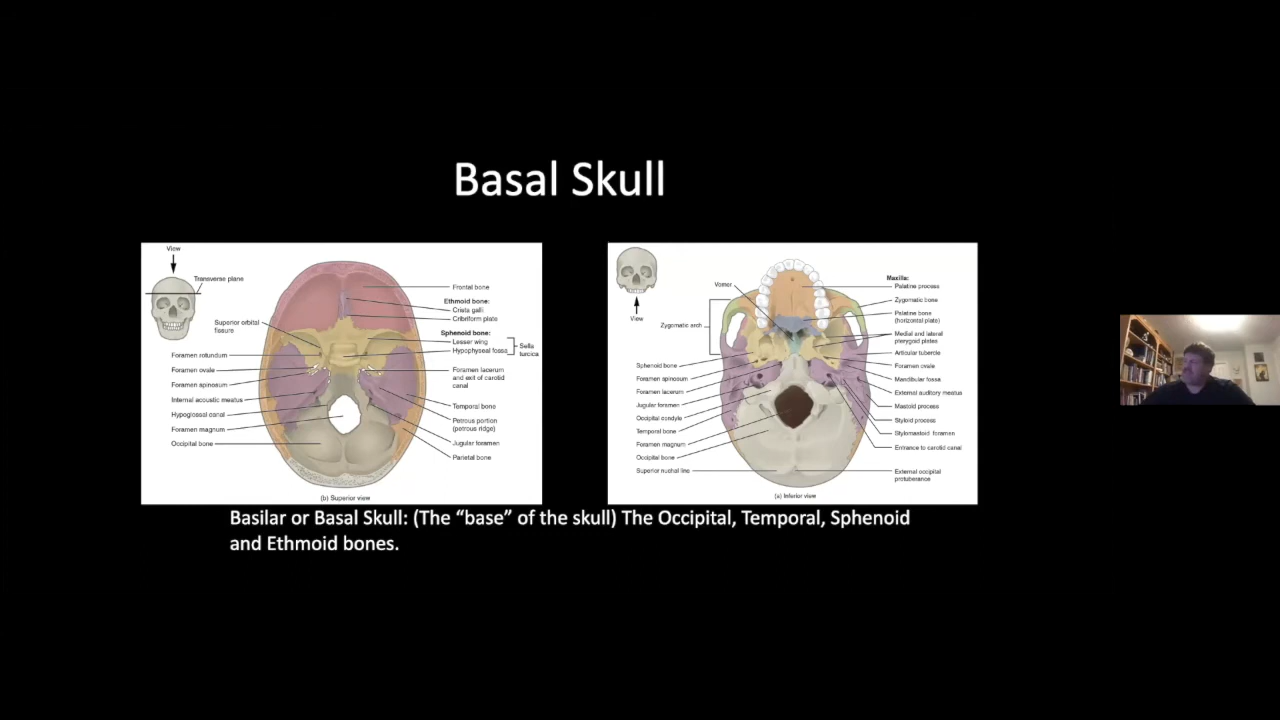 Basal Skull
View
Transverse plane
Superior orbital
fissure
Foramen rotundum
Foramen ovale
Foramen spinosum
Internal acoustic meatus
Hypoglossal canal
Foramen magnum
Occipital bone
Frontal bone
Ethmoid bone:
Crista galli
Cribriform plate
Sphenoid bone:
Lesser wing
Hypophyseal fossa
Sella
turcica
Foramen lacerum
and exit of carotid
canal
Temporal bone
Petrous portion
(petrous ridge)
Jugular foramen
Parietal bone
(b) Superior view
View
Vomer
Zygomatic arch
Sphenoid bone
Foramen spinosum
Foramen lacerum
Jugular foramen
Occipital condyle
Temporal bone
Foramen magnum
Occipital bone
Superior nuchal line
Maxilla:
Palatine process
Zygomatic bone
Palatine bone
(horizontal plate)
Medial and lateral
pterygoid plates
Articular tubercle
Foramen ovale
Mandibular fossa
External auditory meatus
Mastoid process
Styloid process
Stylomastoid foramen
Entrance to carotid canal
External occipital
protuberance
(a) Inferior view
Basilar or Basal Skull: (The “base” of the skull) The Occipital, Temporal, Sphenoid
and Ethmoid bones.